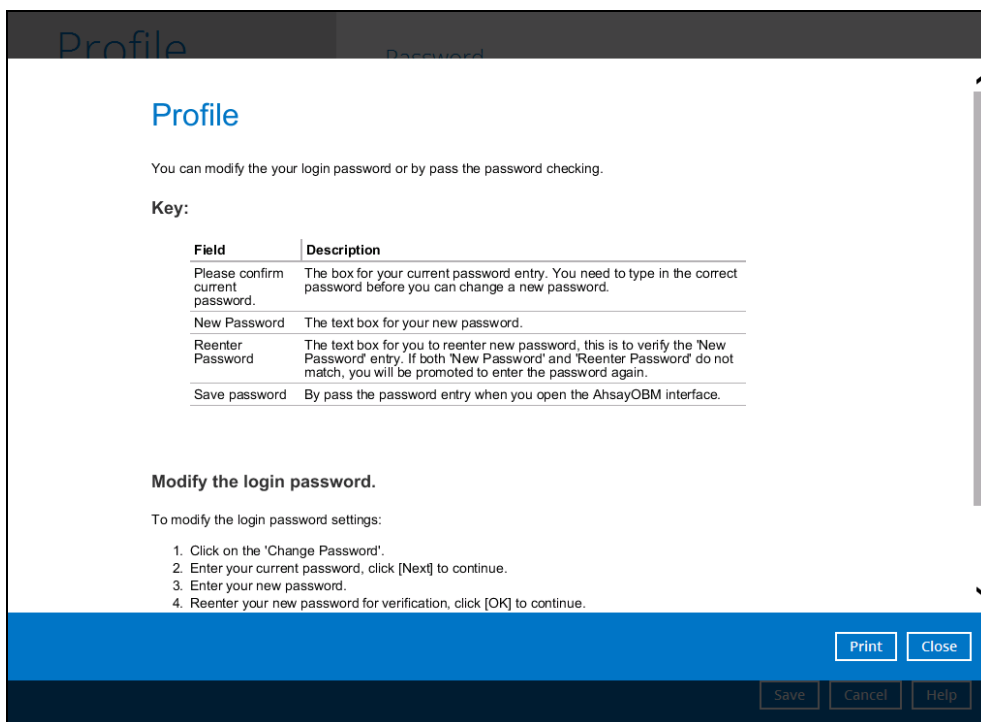 Profile
Password
Profile
You can modify the your login password or by pass the password checking.
Key:
Field Description
Please confirm The box for your current password entry. You need to type in the correct
current password before you can change a new password.
password.
New Password The text box for your new password.
Reenter The text box for you to reenter new password, this is to verify the 'New
Password Password' entry. If both 'New Password' and 'Reenter Password' do not
match, you will be promoted to enter the password again.
Save password By pass the password entry when you open the AhsayOBM interface.
Modify the login password.
To modify the login password settings:
1. Click on the 'Change Password'.
2. Enter your current password, click [Next] to continue.
3. Enter your new password.
4. Reenter your new password for verification, click [OK] to continue.
Print Close
Save Cancel Help